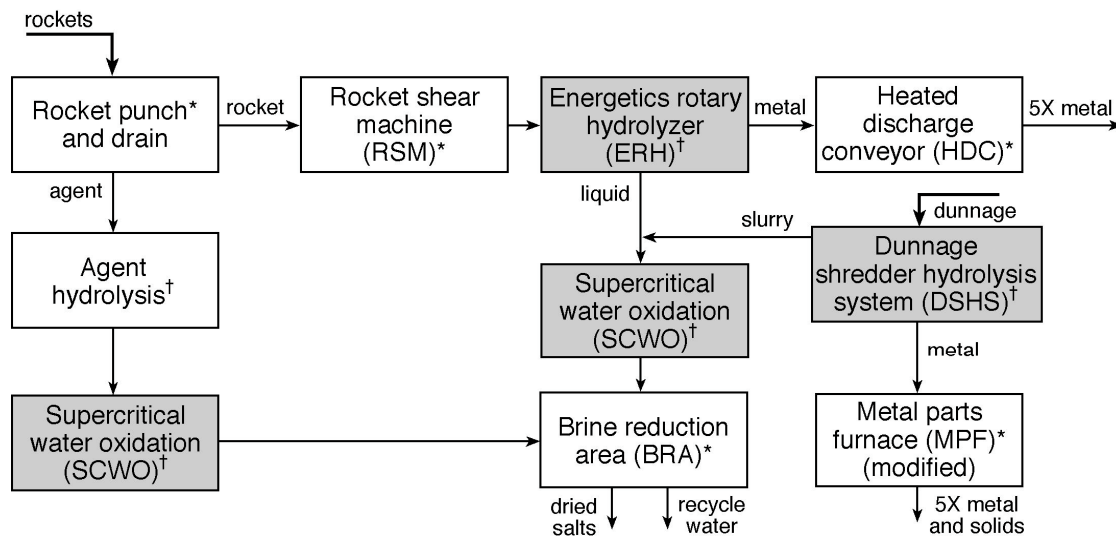 rockets
Rocket punch*
and drain
rocket
Rocket shear
machine
(RSM)*
Energetics rotary
hydrolyzer
(ERH)†
metal
Heated
discharge
conveyor (HDC)*
5X metal
agent
liquid
slurry
dunnage
Agent
hydrolysis†
Supercritical
water oxidation
(SCWO)†
Dunnage
shredder hydrolysis
system (DSHS)†
metal
Supercritical
water oxidation
(SCWO)†
Brine reduction
area (BRA)*
Metal parts
furnace (MPF)*
(modified)
dried
salts
recycle
water
5X metal
and solids